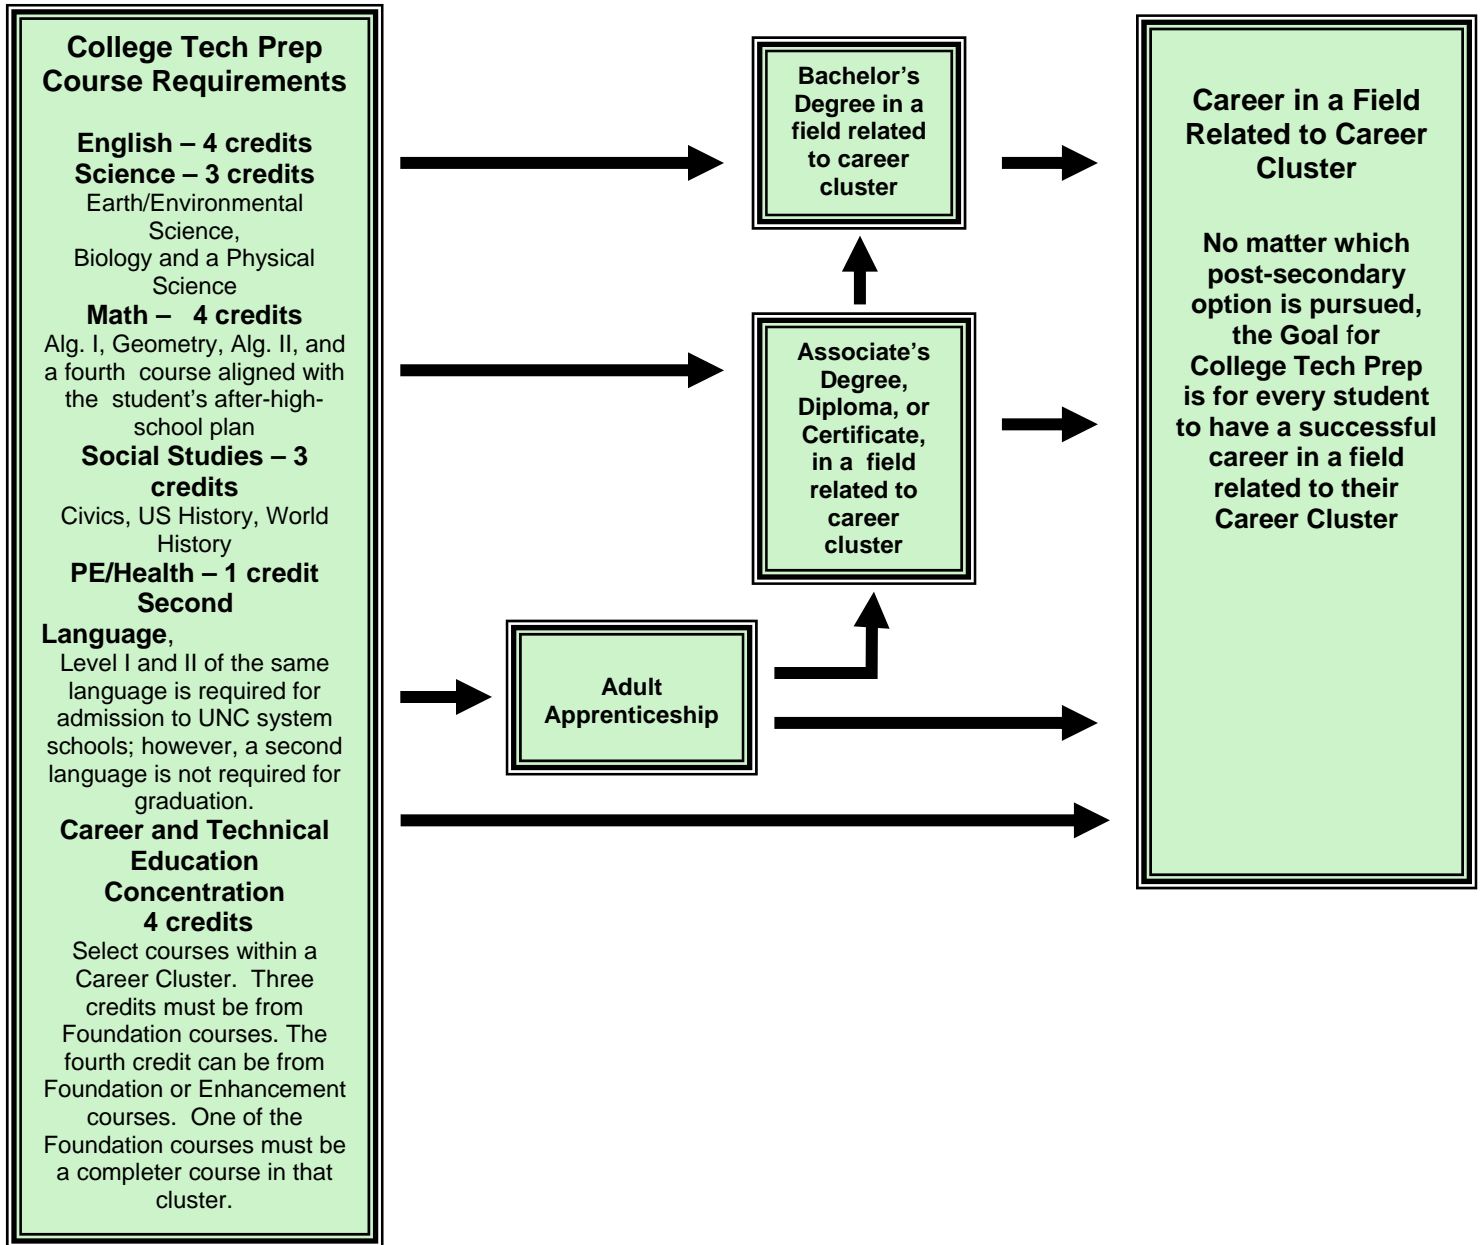 College Tech Prep
Course Requirements
English – 4 credits
Science – 3 credits
Earth/Environmental
Science,
Biology and a Physical
Science
Math – 4 credits
Alg. I, Geometry, Alg. II, and
a fourth course aligned with
the student's after-high-
school plan
Social Studies – 3
credits
Civics, US History, World
History
PE/Health – 1 credit
Second
Language,
Level I and II of the same
language is required for
admission to UNC system
schools; however, a second
language is not required for
graduation.
Career and Technical
Education
Concentration
4 credits
Select courses within a
Career Cluster. Three
credits must be from
Foundation courses. The
fourth credit can be from
Foundation or Enhancement
courses. One of the
Foundation courses must be
a completer course in that
cluster.
Bachelor's
Degree in a
field related
to career
cluster
Associate's
Degree,
Diploma, or
Certificate,
in a field
related to
career
cluster
Adult
Apprenticeship
Career in a Field
Related to Career
Cluster
No matter which
post-secondary
option is pursued,
the Goal for
College Tech Prep
is for every student
to have a successful
career in a field
related to their
Career Cluster